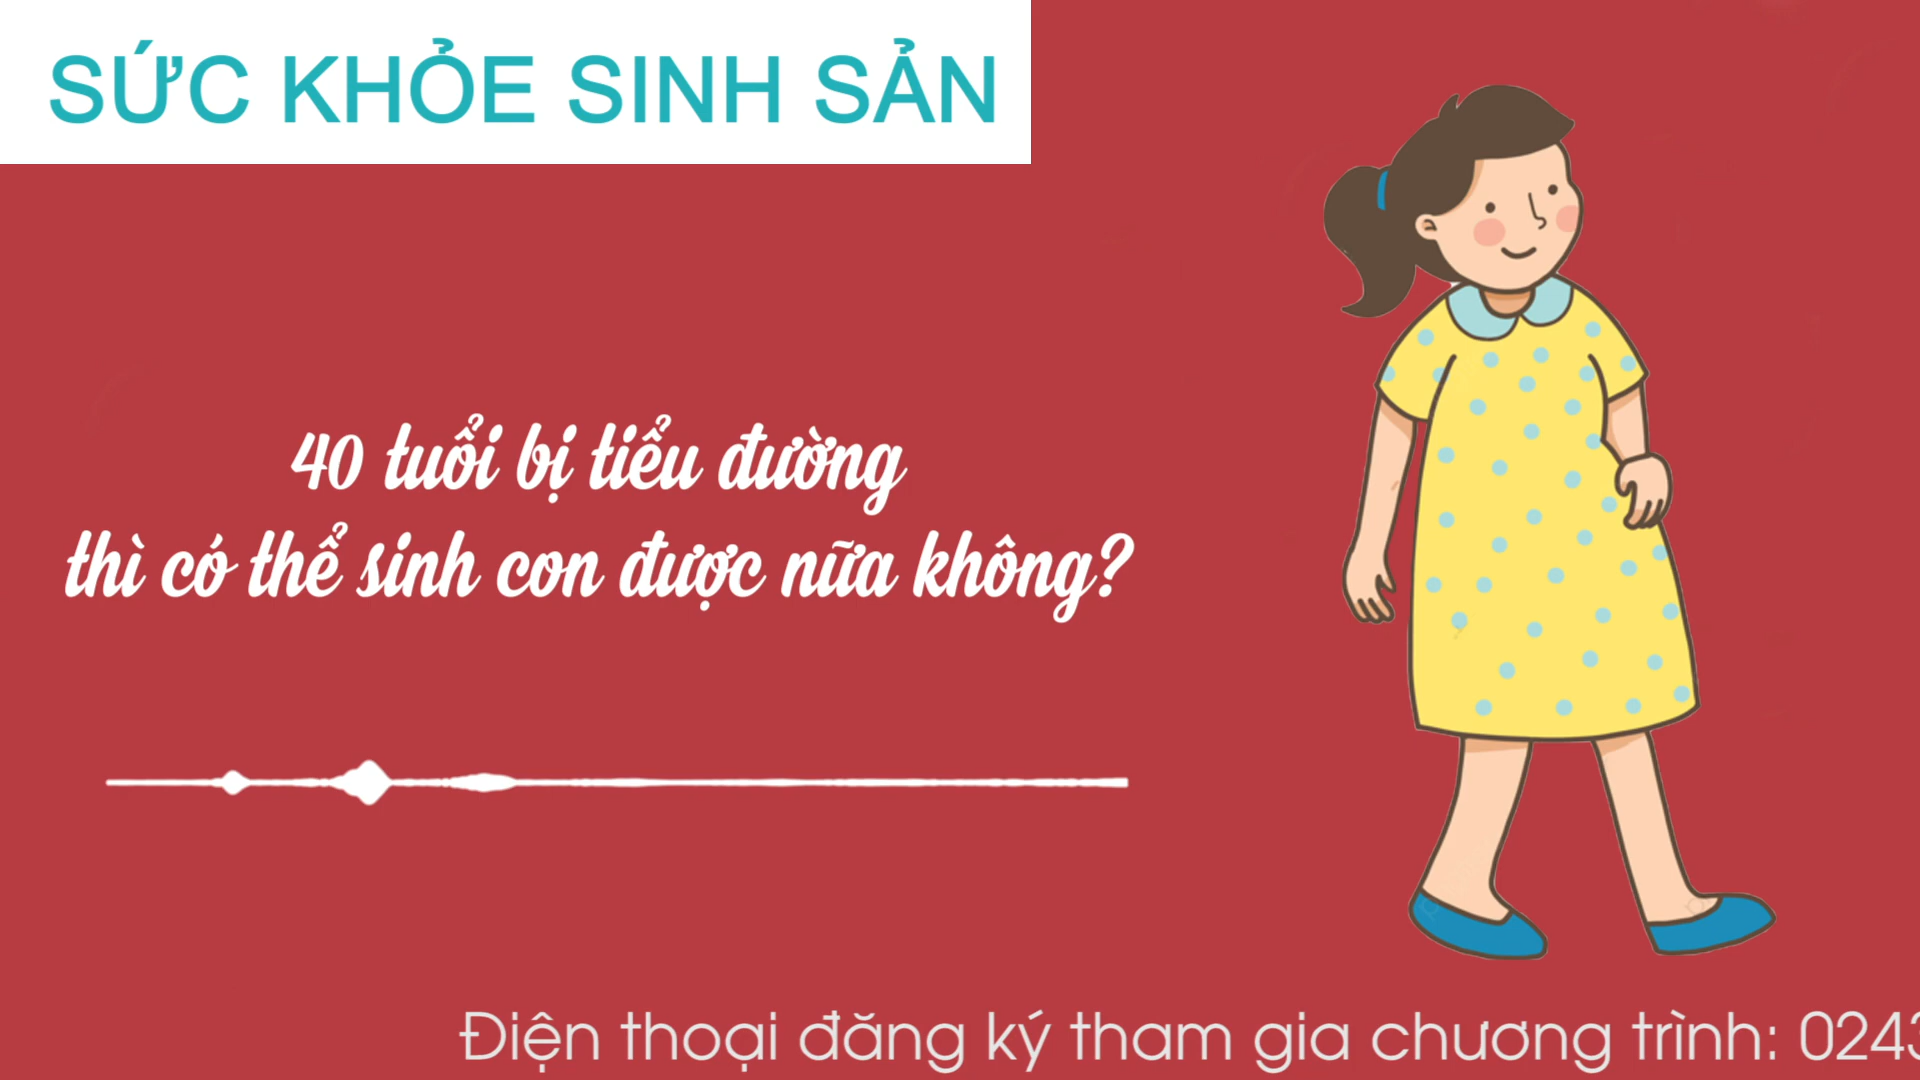 SỨC KHỎE SINH SẢN
40 tuổi bị tiểu đường
thì có thể sinh con được nữa không?
Điện thoại đăng ký tham gia chương trình: 0243